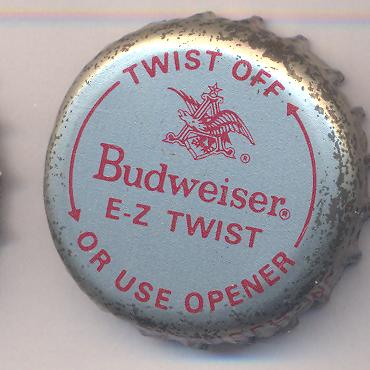 TWIST OFF
Budweiser®
E-Z TWIST
OR USE OPENER